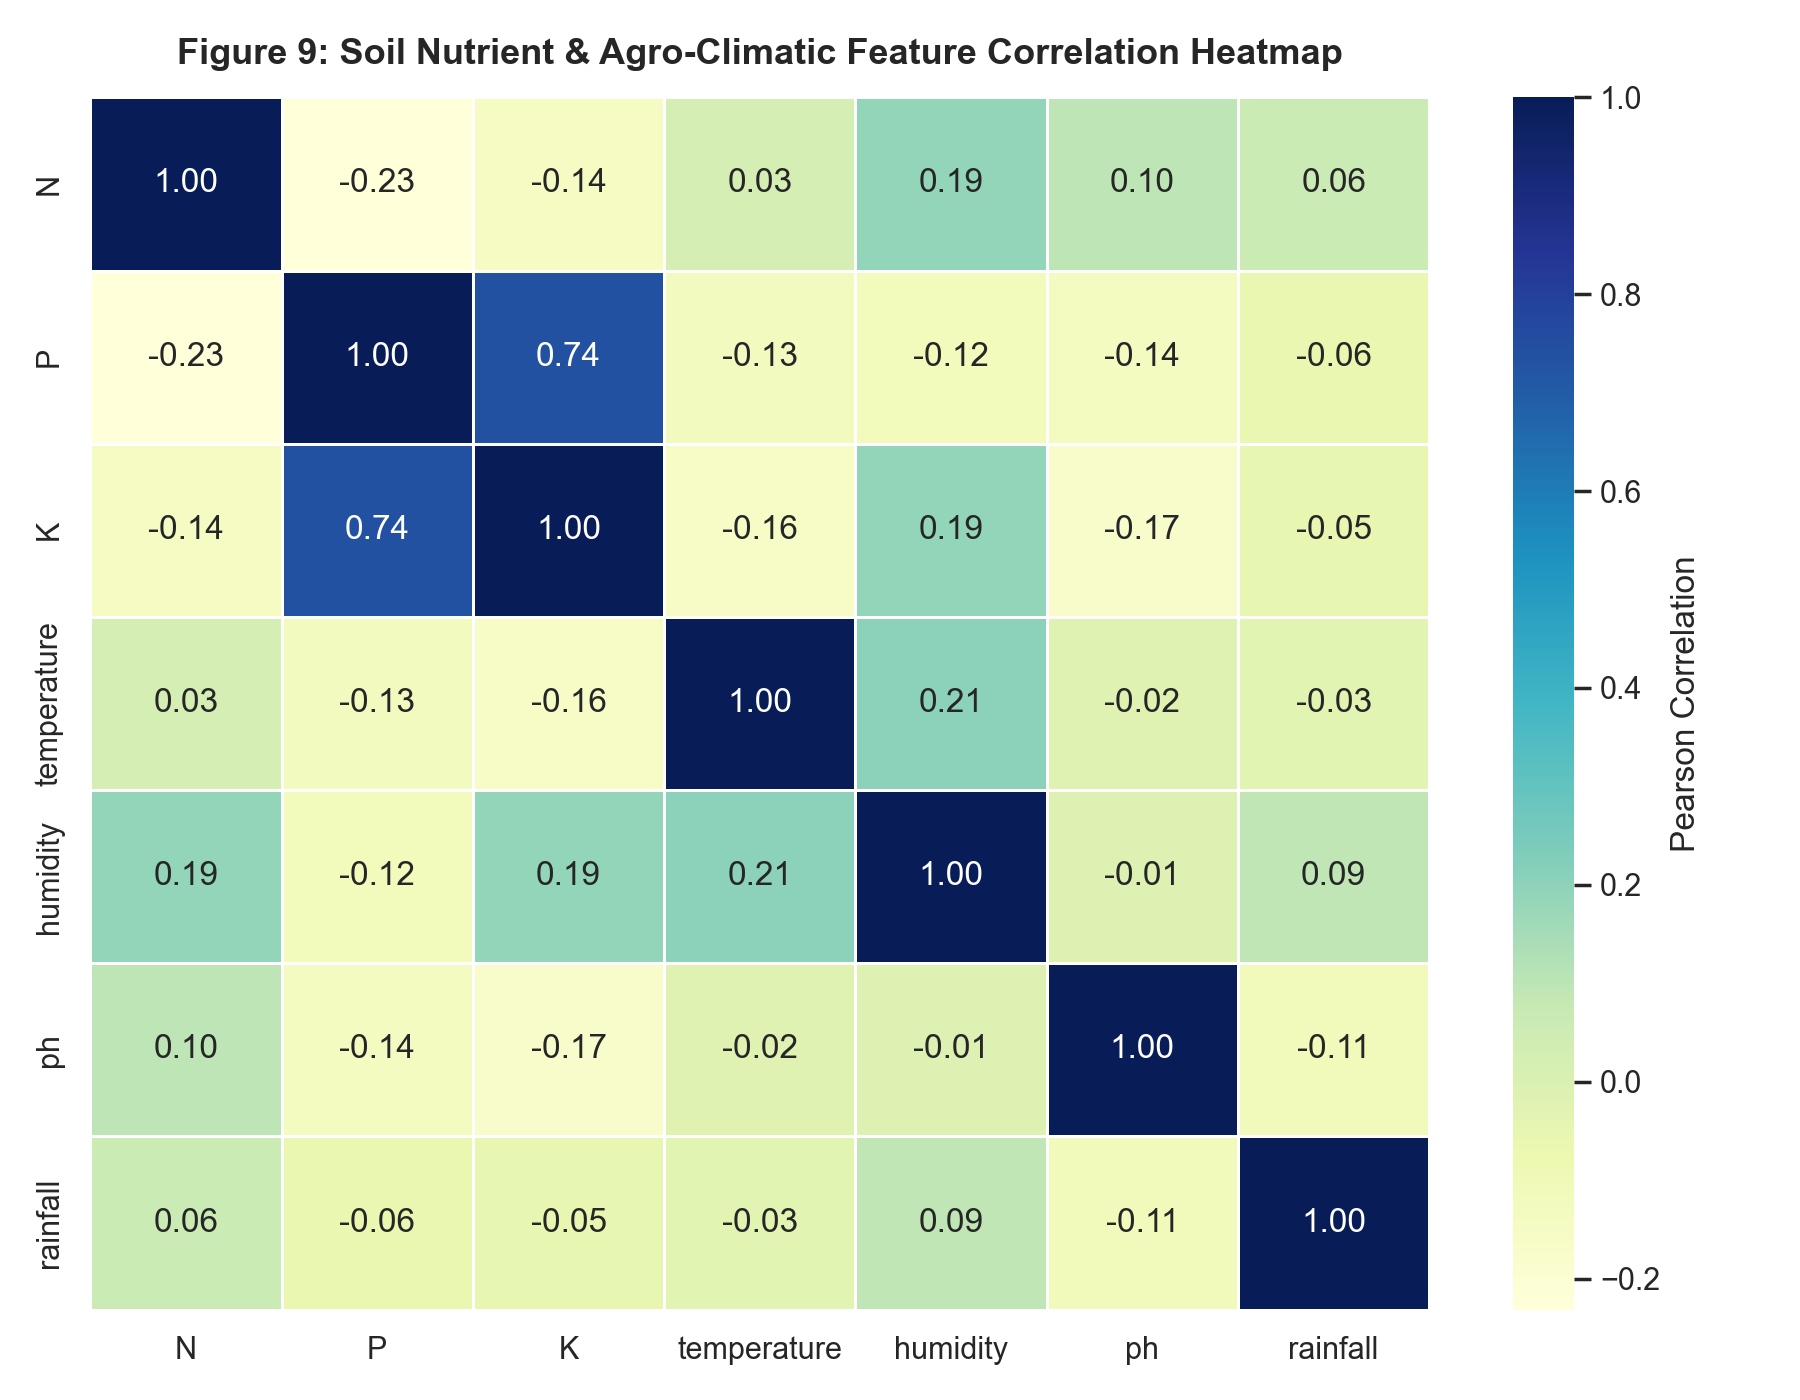 Figure 9: Soil Nutrient & Agro-Climatic Feature Correlation Heatmap
N 1.00 -0.23 -0.14 0.03 0.19 0.10 0.06
P -0.23 1.00 0.74 -0.13 -0.12 -0.14 -0.06
K -0.14 0.74 1.00 -0.16 0.19 -0.17 -0.05
temperature 0.03 -0.13 -0.16 1.00 0.21 -0.02 -0.03
humidity 0.19 -0.12 0.19 0.21 1.00 -0.01 0.09
ph 0.10 -0.14 -0.17 -0.02 -0.01 1.00 -0.11
rainfall 0.06 -0.06 -0.05 -0.03 0.09 -0.11 1.00
N P K temperature humidity ph rainfall
1.0
0.8
0.6
0.4
0.2
0.0
−0.2
Pearson Correlation